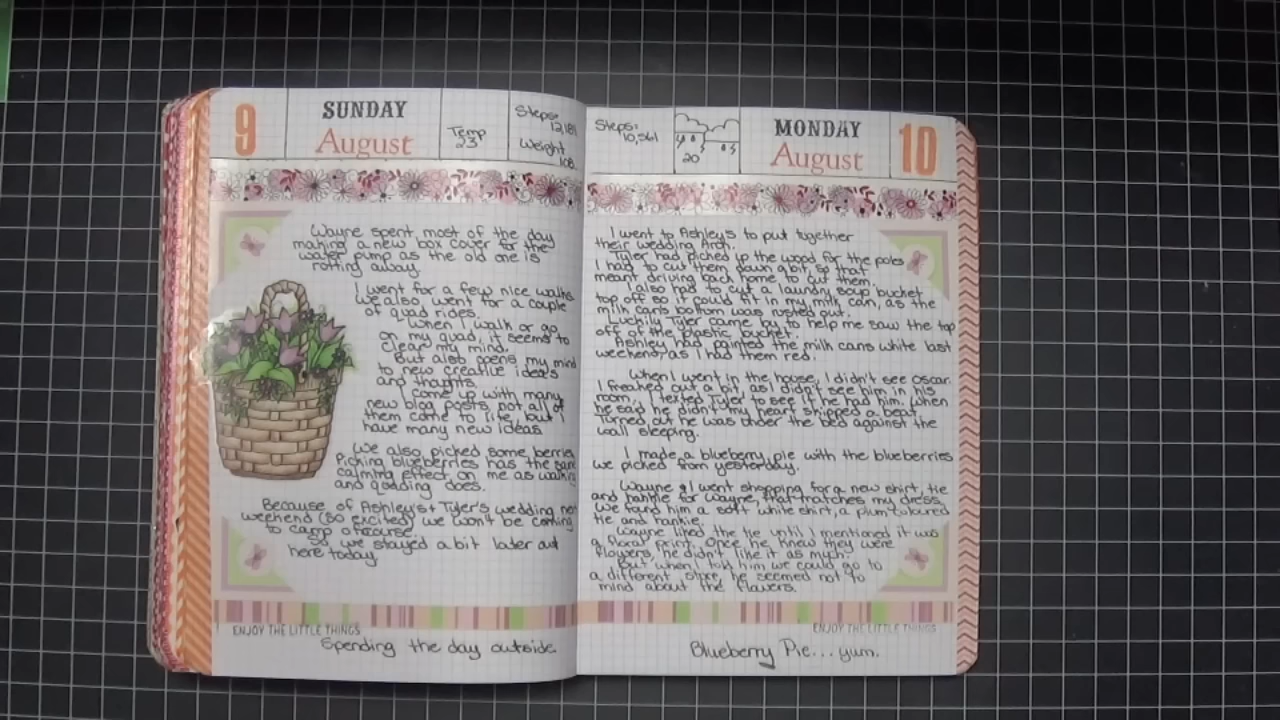 9
SUNDAY
August
Temp
23°
Steps:
12,181
Weight
108.
Wayne spent most of the day
making a new box cover for the
water pump as the old one is
rotting away.
I went for a few nice walks
We also, went for a couple
of quad rides.
When I walk or go
on my quad, it seems to
clear my mind.
But also opens my mind
to new creative ideas
and thoughts.
I come up with many
new blog posts, not all of
them come to life, but I
have many new ideas
We also picked some berries
Picking blueberries has the same
calming effect on me as walking
and quading does.
Because of Ashley's + Tyler's wedding
weekend (so excited) we won't be coming
to camp ofcourse.
So we stayed a bit later out
here today.
ENJOY THE LITTLE THINGS
Spending the day outside.
Steps:
10,561
20°
MONDAY
August
10
I went to Ashley's to put together
their wedding Arch.
Tyler had picked up the wood for the poles
I had to cut them down a bit, so that
meant driving back home to cut them.
I also had to cut a laundry soup bucket
top off so it could fit in my milk can, as the
milk can's bottom was rusted out.
Luckily Tyler came by to help me saw the top
off of the plastic bucket.
Ashley had painted the milk cans white last
weekend, as I had them red.
When I went in the house, I didn't see Oscar.
I freaked out a bit, as I didn't see him in his
room. I texted Tyler to see if he had him, when
he said he didn't my heart skipped a beat.
Turned out he was under the bed against the
wall sleeping.
I made a blueberry pie with the blueberries
we picked from yesterday.
Wayne & I went shopping for a new shirt, tie
and hankie for Wayne, that matches my dress.
We found him a soft white shirt, a plum coloured
tie and hankie.
Wayne liked the tie until I mentioned it was
a floral print. Once he knew they were
flowers, he didn't like it as much.
But when I told him we could go to
a different store, he seemed not to
mind about the flowers.
ENJOY THE LITTLE THINGS
Blueberry Pie... yum.